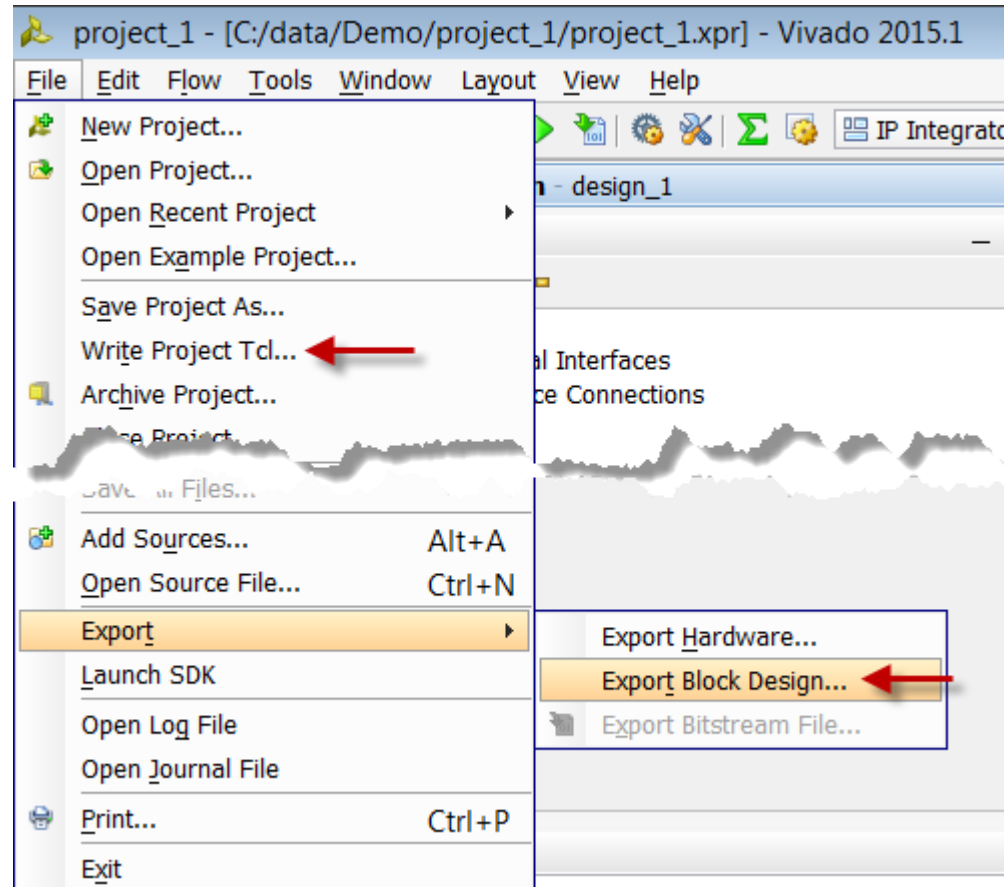 project_1 - [C:/data/Demo/project_1/project_1.xpr] - Vivado 2015.1
File Edit Flow Tools Window Layout View Help
New Project...
IP Integrato
Open Project...
- design_1
Open Recent Project
Open Example Project...
Save Project As...
Write Project Tcl...
al Interfaces
Archive Project...
ce Connections
Project
Save Files...
Add Sources... Alt+A
Open Source File... Ctrl+N
Export
Export Hardware...
Launch SDK
Export Block Design...
Open Log File
Export Bitstream File...
Open Journal File
Print... Ctrl+P
Exit